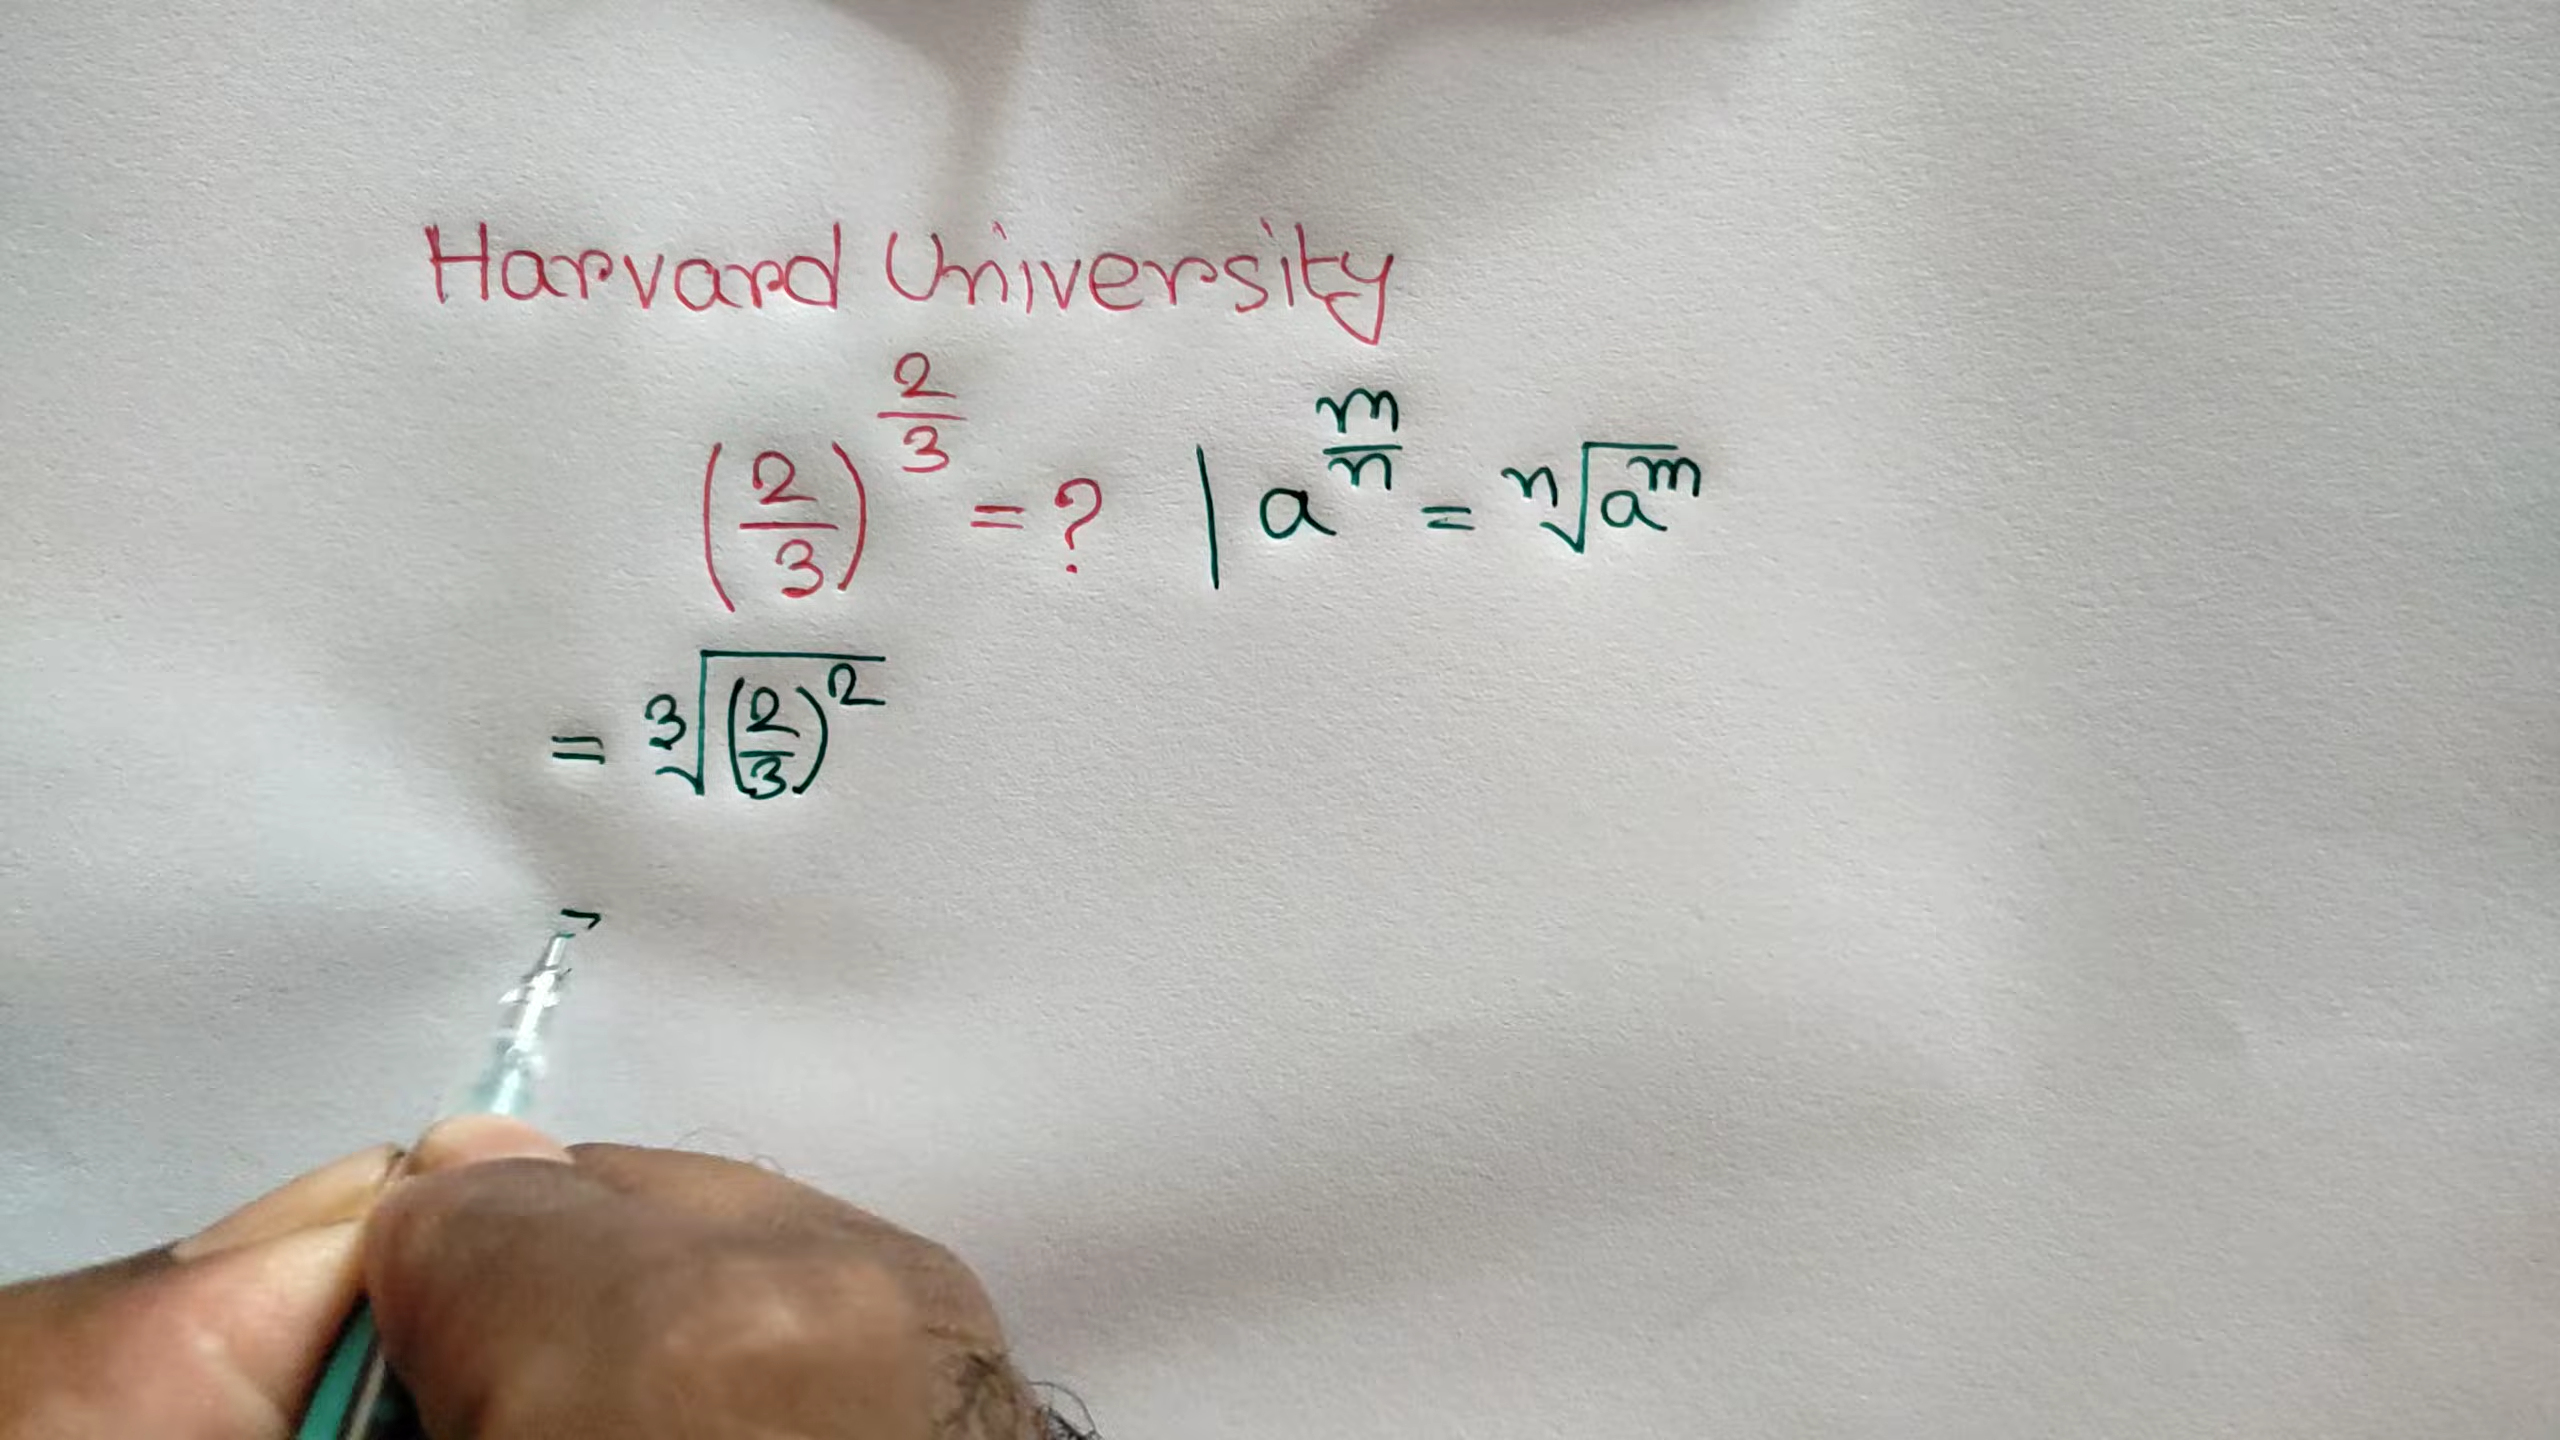 Harvard University
(2/3)^(2/3) = ? | a^(m/n) = ⁿ√(a^m)
= ³√((2/3)^2)
=